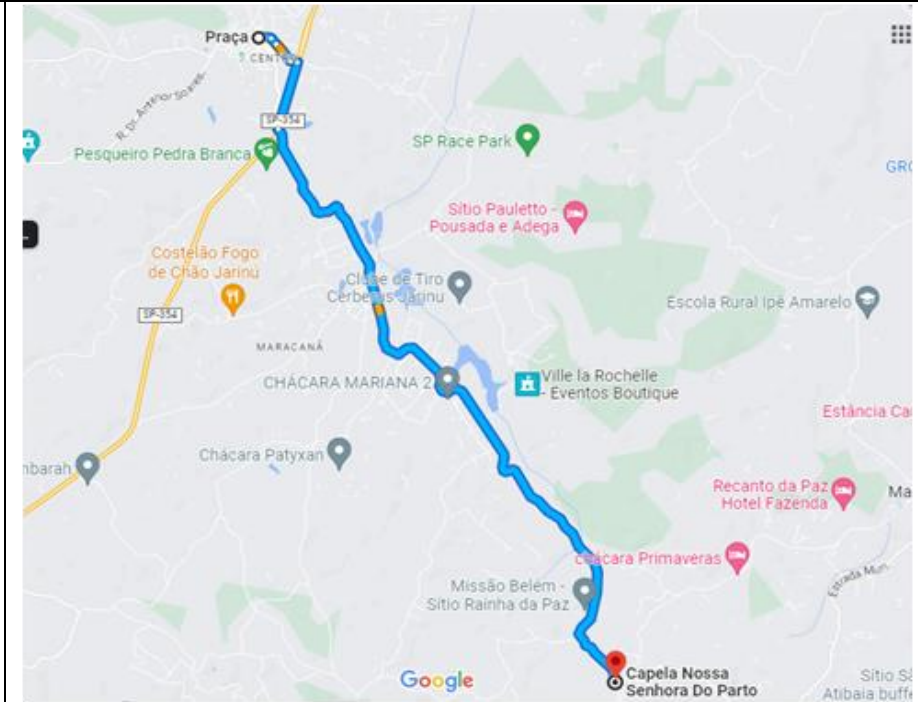 Praça
CENTRO
R. Dr. Antenor Soares
SP-354
Pesqueiro Pedra Branca
SP Race Park
GRO
Sítio Pauletto -
Pousada e Adega
Costelão Fogo
de Chão Jarinu
Clube de Tiro
Cerberus Jarinu
Escola Rural Ipê Amarelo
SP-354
MARACANÃ
CHÁCARA MARIANA 2
Ville la Rochelle
- Eventos Boutique
Estância Ca
Chácara Patyxan
mbarah
Recanto da Paz
Hotel Fazenda
Ma
chácara Primaveras
Missão Belém -
Sítio Rainha da Paz
Estrada Mun.
Google
Capela Nossa
Senhora Do Parto
Sítio Sã
Atibaia buffe